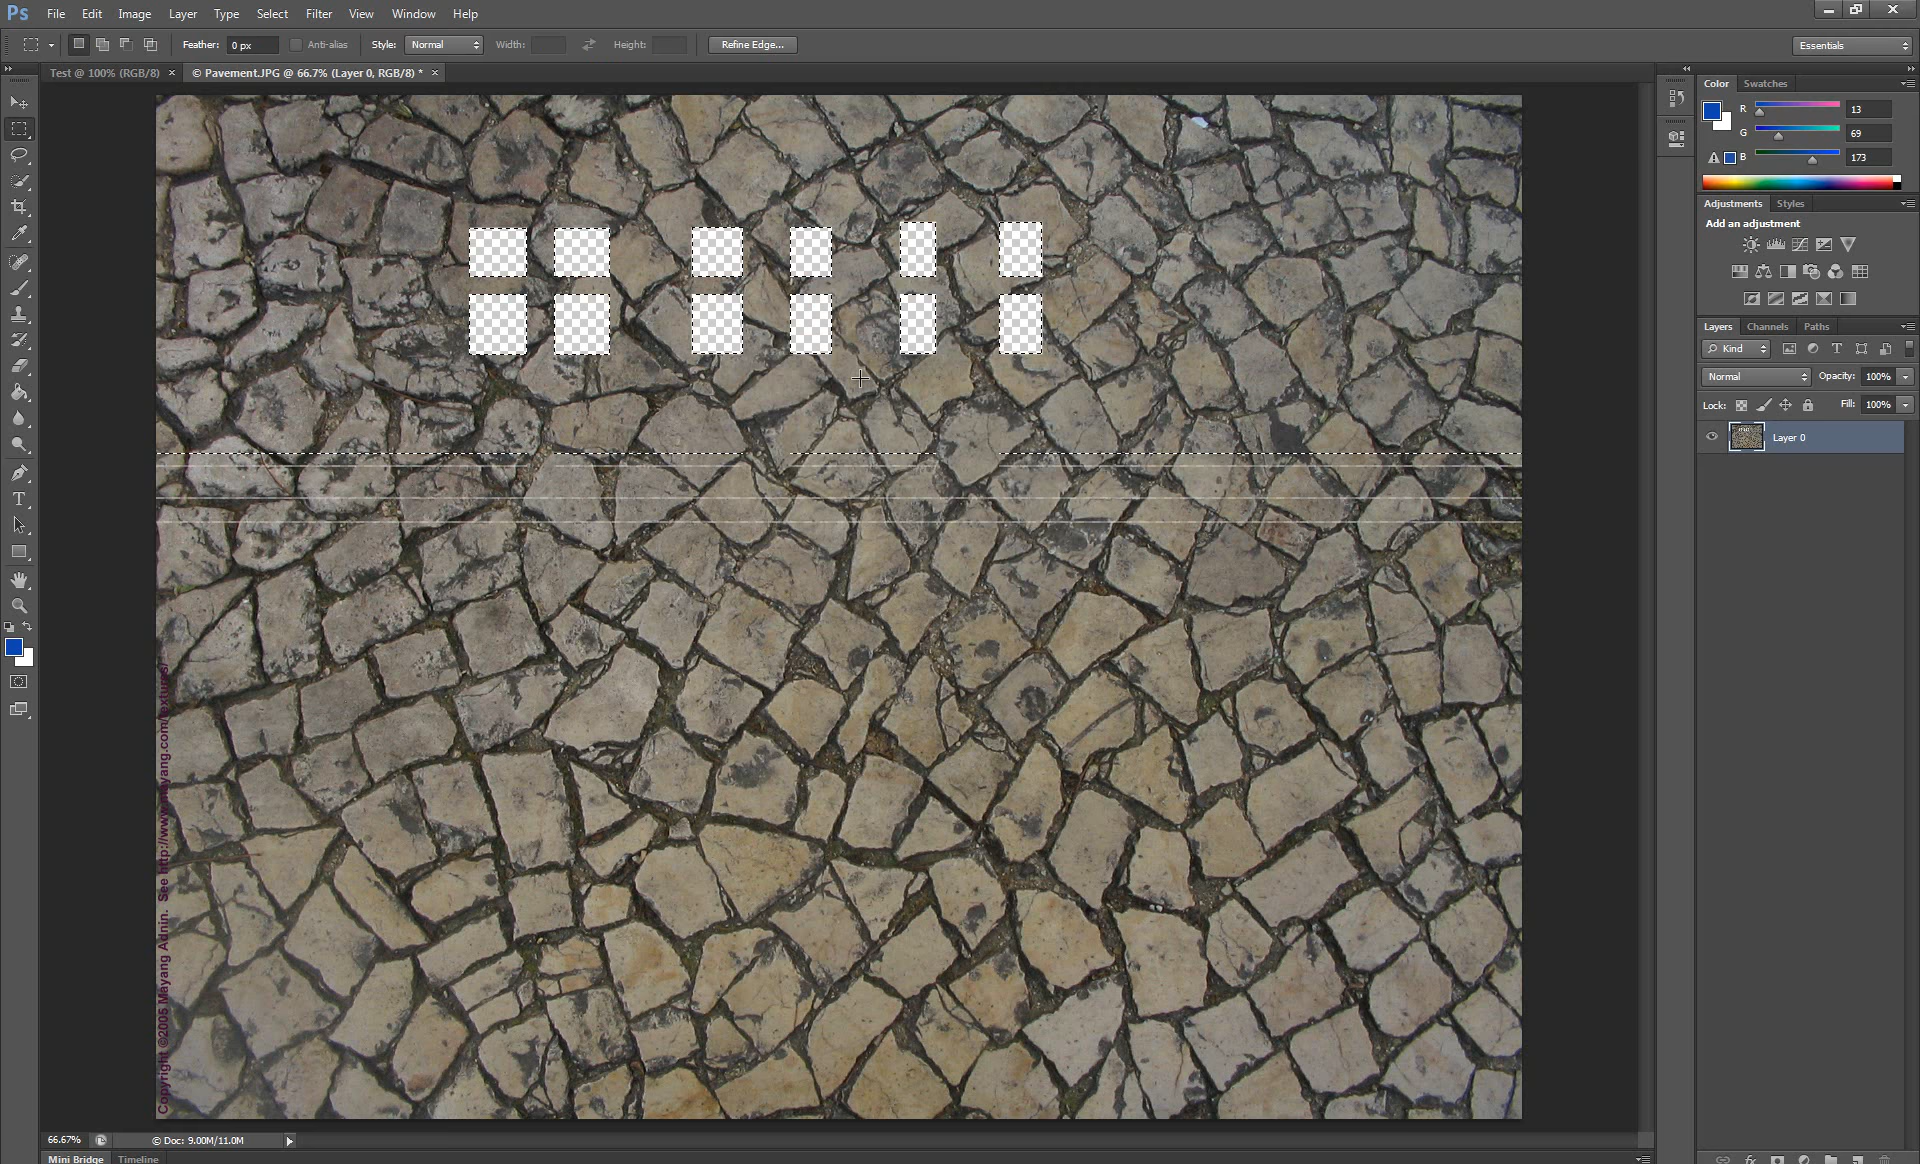 Ps File Edit Image Layer Type Select Filter View Window Help
Feather: 0 px Anti-alias Style: Normal Width: Height: Refine Edge... Essentials
Test @ 100% (RGB/8) × © Pavement.JPG @ 66.7% (Layer 0, RGB/8) * ×
Color Swatches
R 13
G 69
B 173
Adjustments Styles
Add an adjustment
Layers Channels Paths
Kind
Normal Opacity: 100%
Lock: Fill: 100%
Layer 0
T
Copyright ©2005 Mayang Adnin. See http://www.mayang.com/textures/
66.67% © Doc: 9.00M/11.0M
Mini Bridge Timeline
fx